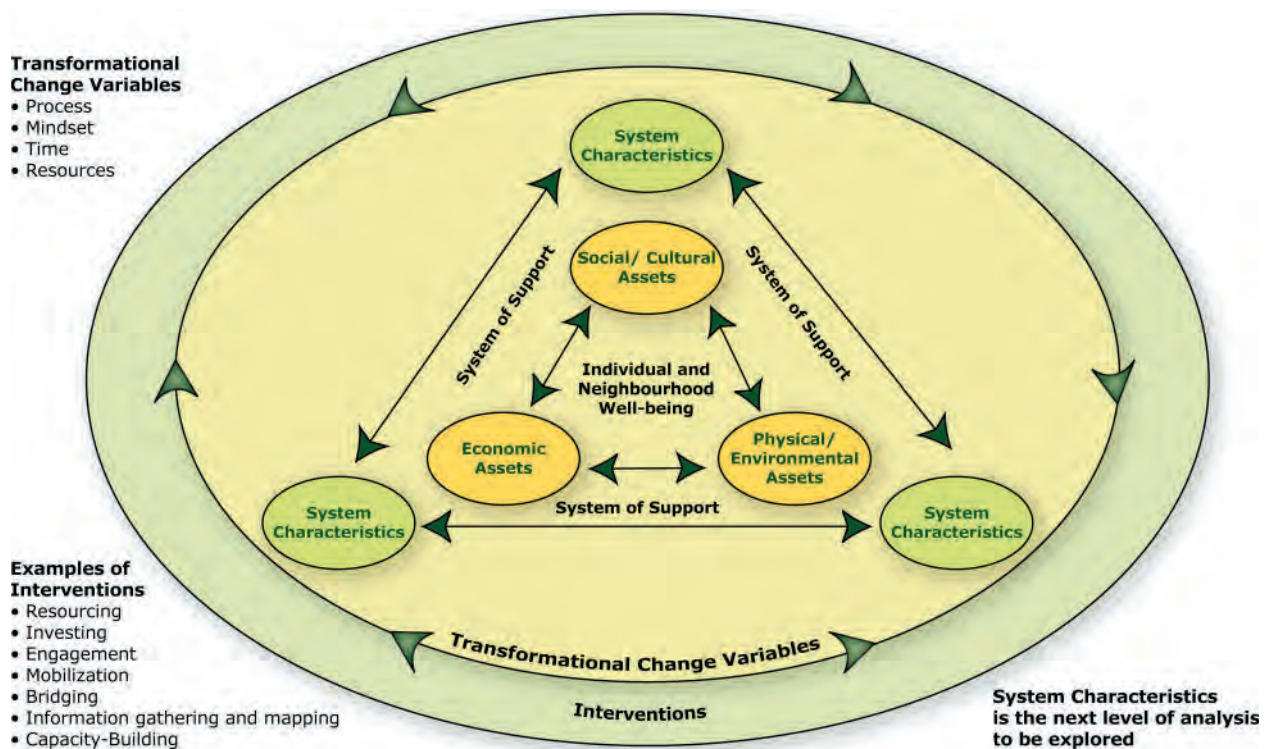 Transformational
Change Variables
• Process
• Mindset
• Time
• Resources
System
Characteristics
System of Support
System of Support
Social/ Cultural
Assets
Individual and
Neighbourhood
Well-being
Economic
Assets
Physical/
Environmental
Assets
System of Support
System
Characteristics
System
Characteristics
Transformational Change Variables
Interventions
Examples of
Interventions
• Resourcing
• Investing
• Engagement
• Mobilization
• Bridging
• Information gathering and mapping
• Capacity-Building
System Characteristics
is the next level of analysis
to be explored